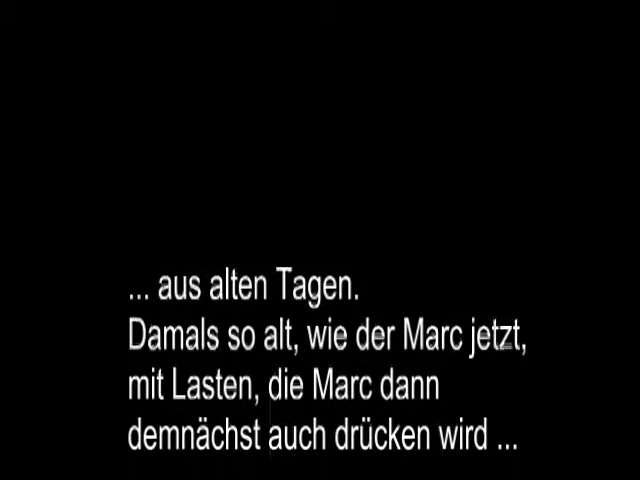 ... aus alten Tagen.
Damals so alt, wie der Marc jetzt,
mit Lasten, die Marc dann
demnächst auch drücken wird ...